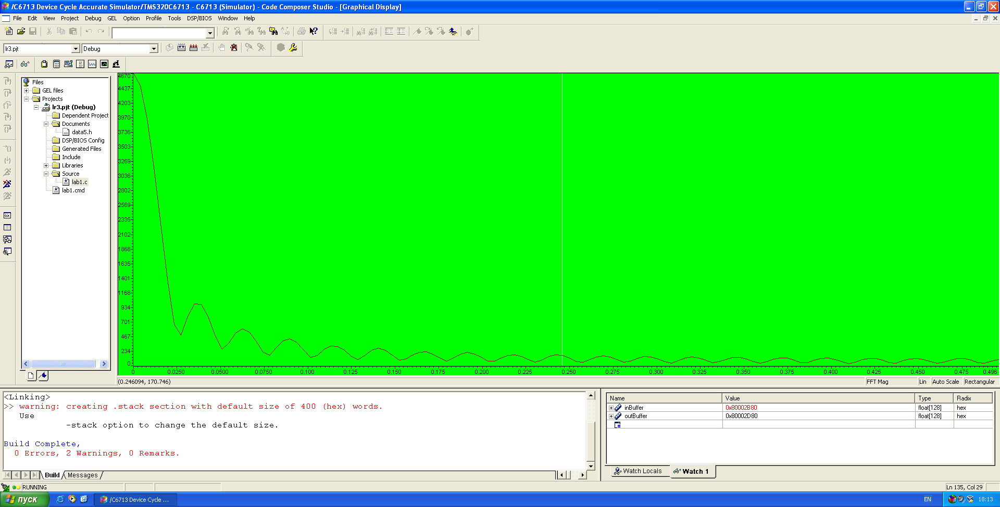 /C6713 Device Cycle Accurate Simulator/TMS320C6713 - C6713 (Simulator) - Code Composer Studio - [Graphical Display]
File Edit View Project Debug GEL Option Profile Tools DSP/BIOS Window Help
lr3.pjt Debug
Files
GEL files
Projects
lr3.pjt (Debug)
Dependent Project
Documents
data5.h
DSP/BIOS Config
Generated Files
Include
Libraries
Source
lab1.c
lab1.cmd
4670
4437
4203
3970
3736
3503
3269
3036
2802
2569
2335
2102
1868
1635
1401
1168
934
701
467
234
0
0 0.0250 0.0500 0.0750 0.100 0.125 0.150 0.175 0.200 0.225 0.250 0.275 0.300 0.325 0.350 0.375 0.400 0.425 0.450 0.475 0.496
(0.246094, 170.746) FFT Mag Lin Auto Scale Rectangular
<Linking>
>> warning: creating .stack section with default size of 400 (hex) words.
Use
-stack option to change the default size.
Build Complete,
0 Errors, 2 Warnings, 0 Remarks.
Build Messages
Name Value Type Radix
inBuffer 0x80002B80 float[128] hex
outBuffer 0x80002D80 float[128] hex
Watch Locals Watch 1
RUNNING Ln 135, Col 29
пуск /C6713 Device Cycle ... EN 18:13